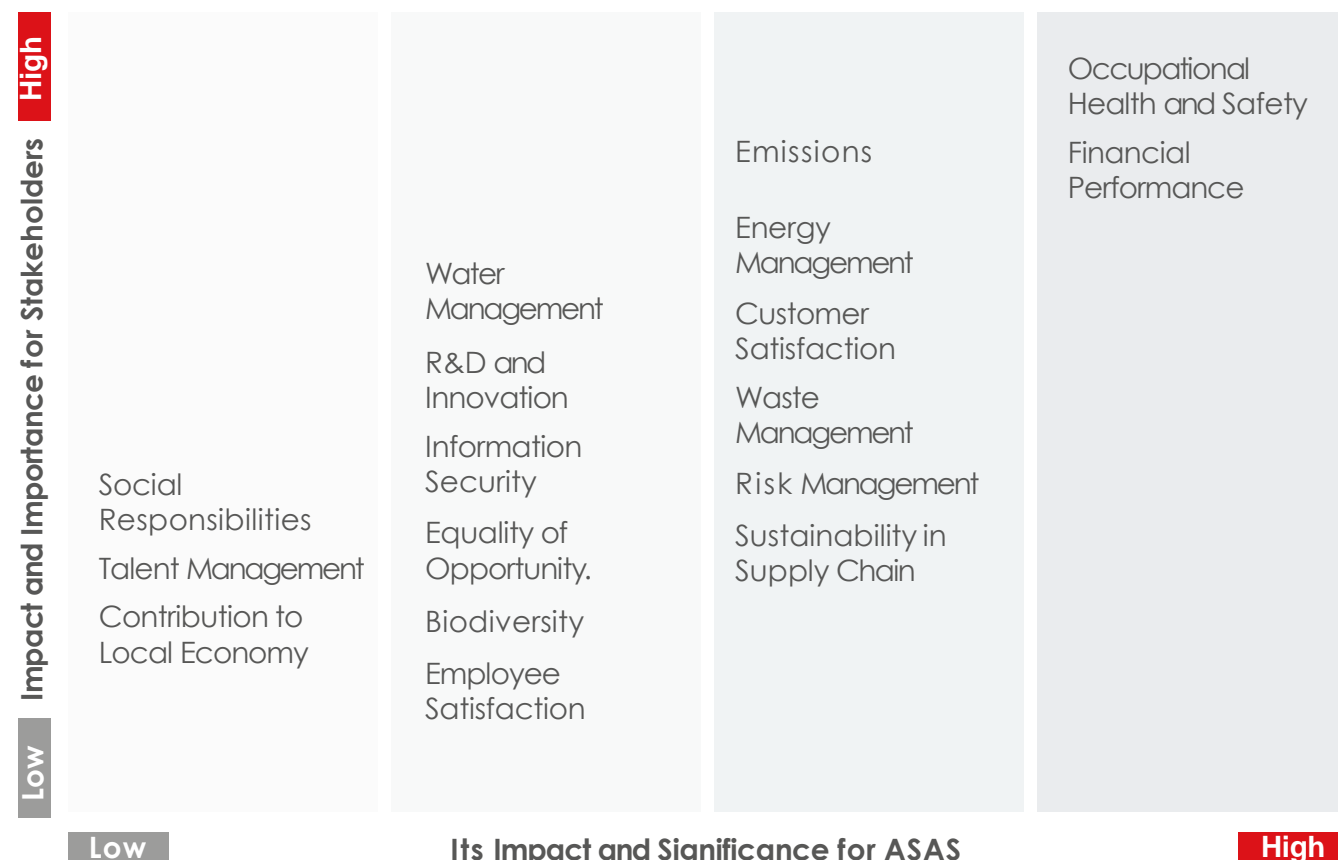 High
Impact and Importance for Stakeholders
Low
Social
Responsibilities
Talent Management
Contribution to
Local Economy
Water
Management
R&D and
Innovation
Information
Security
Equality of
Opportunity.
Biodiversity
Employee
Satisfaction
Emissions
Energy
Management
Customer
Satisfaction
Waste
Management
Risk Management
Sustainability in
Supply Chain
Occupational
Health and Safety
Financial
Performance
Low
Its Impact and Significance for ASAS
High